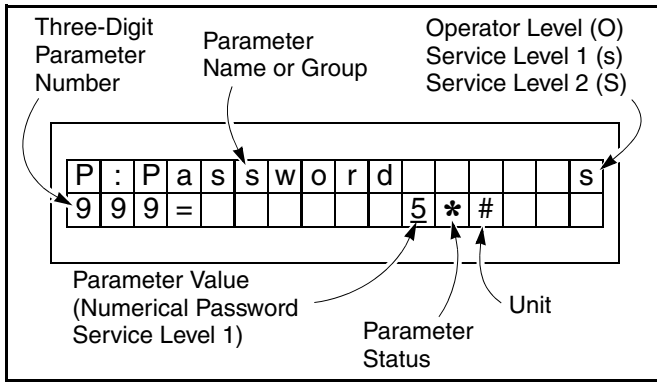 Three-Digit
Parameter
Number
Parameter
Name or Group
Operator Level (O)
Service Level 1 (s)
Service Level 2 (S)
P:Password s
999= 5*#
Parameter Value
(Numerical Password
Service Level 1)
Parameter
Status
Unit